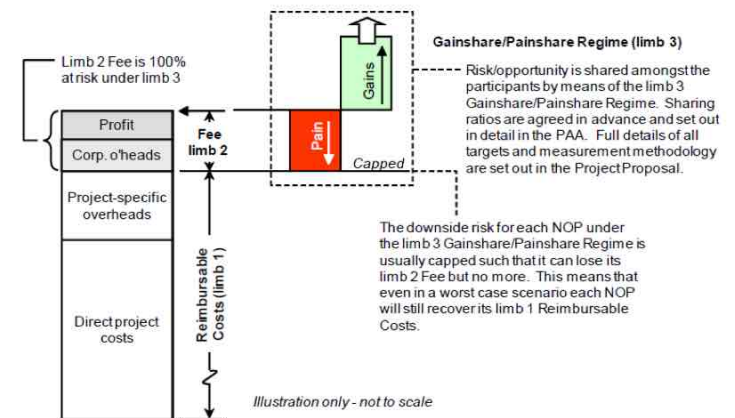 Limb 2 Fee is 100%
at risk under limb 3
Profit
Corp. o'heads
Project-specific
overheads
Direct project
costs
Fee
limb 2
Reimbursable
Costs (limb 1)
Pain
Gains
Capped
Gainshare/Painshare Regime (limb 3)
Risk/opportunity is shared amongst the
participants by means of the limb 3
Gainshare/Painshare Regime. Sharing
ratios are agreed in advance and set out
in detail in the PAA. Full details of all
targets and measurement methodology
are set out in the Project Proposal.
The downside risk for each NOP under
the limb 3 Gainshare/Painshare Regime is
usually capped such that it can lose its
limb 2 Fee but no more. This means that
even in a worst case scenario each NOP
will still recover its limb 1 Reimbursable
Costs.
Illustration only - not to scale